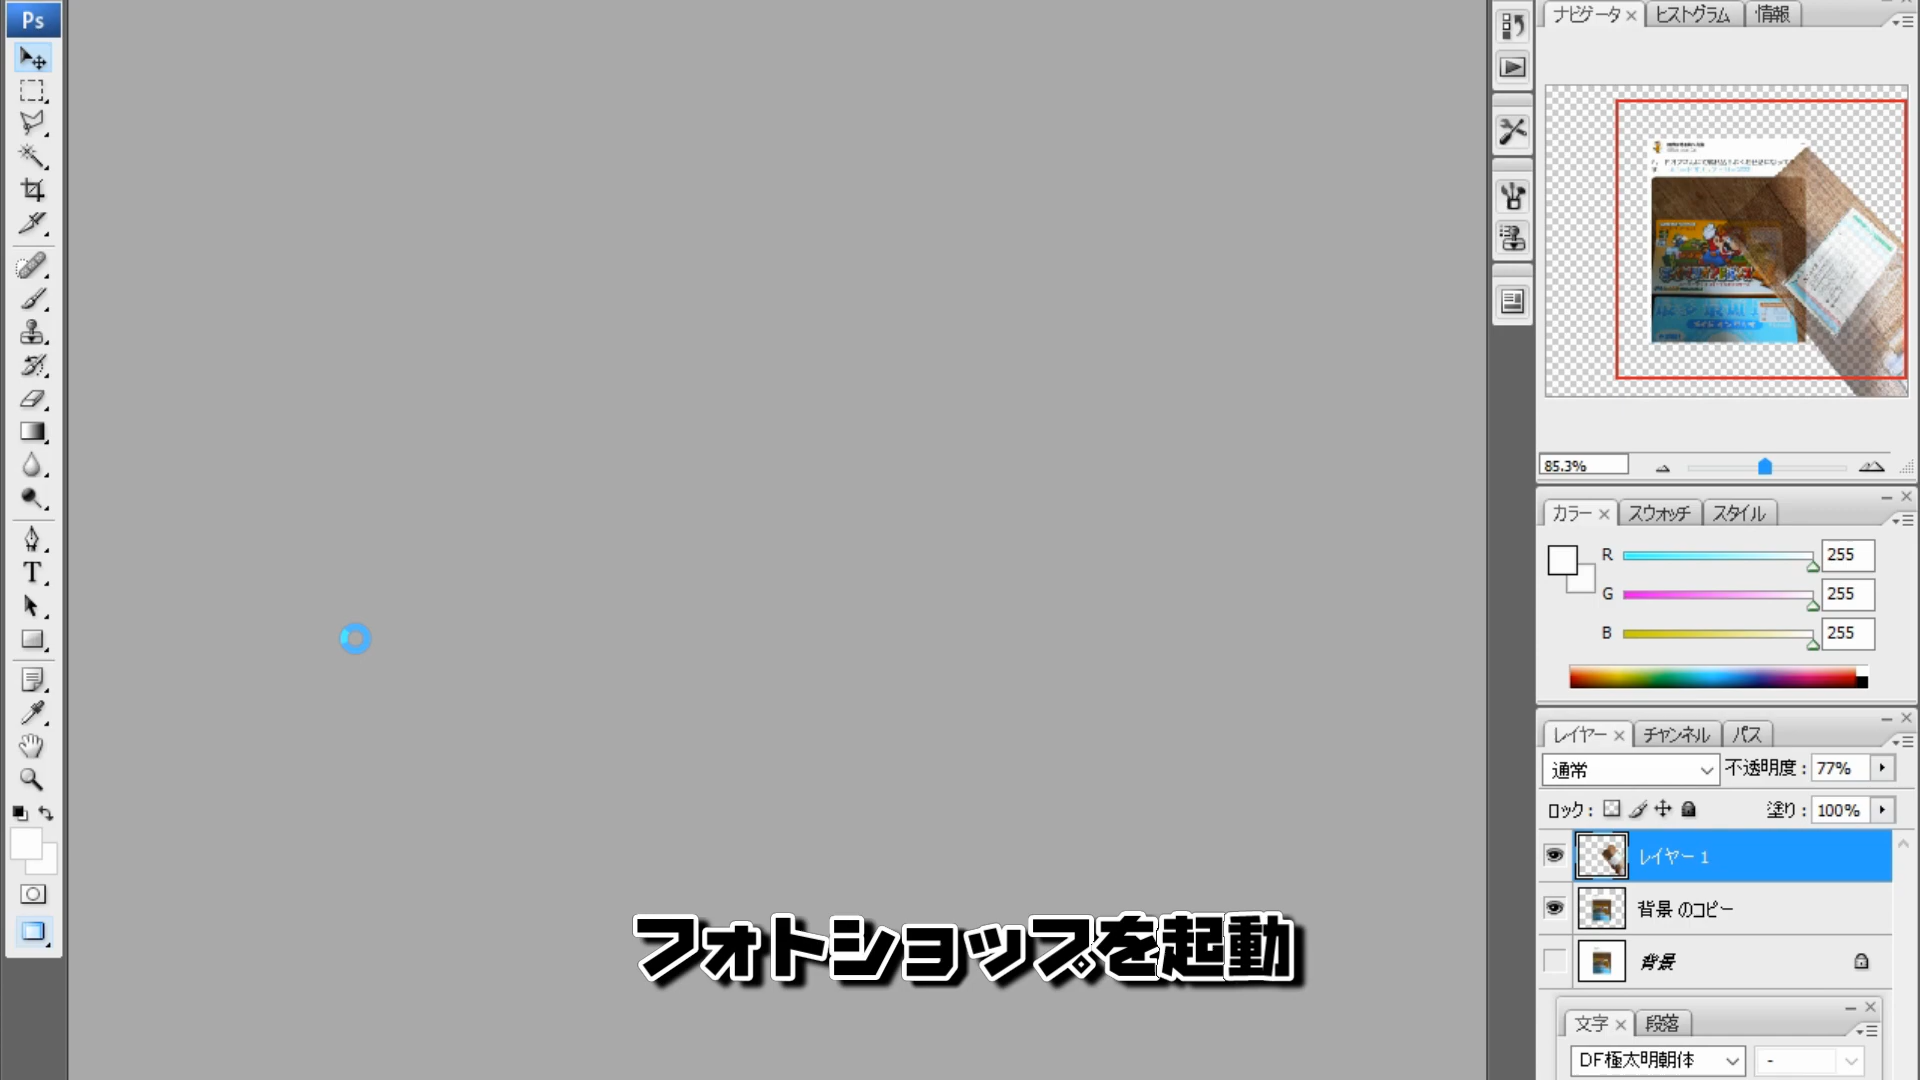 Ps
ナビゲータ ヒストグラム 情報
85.3%
カラー スウォッチ スタイル
R 255
G 255
B 255
レイヤー チャンネル パス
通常 不透明度: 77%
ロック: 塗り: 100%
レイヤー 1
背景 のコピー
背景
文字 段落
DF極太明朝体 -
T
フォトショップを起動